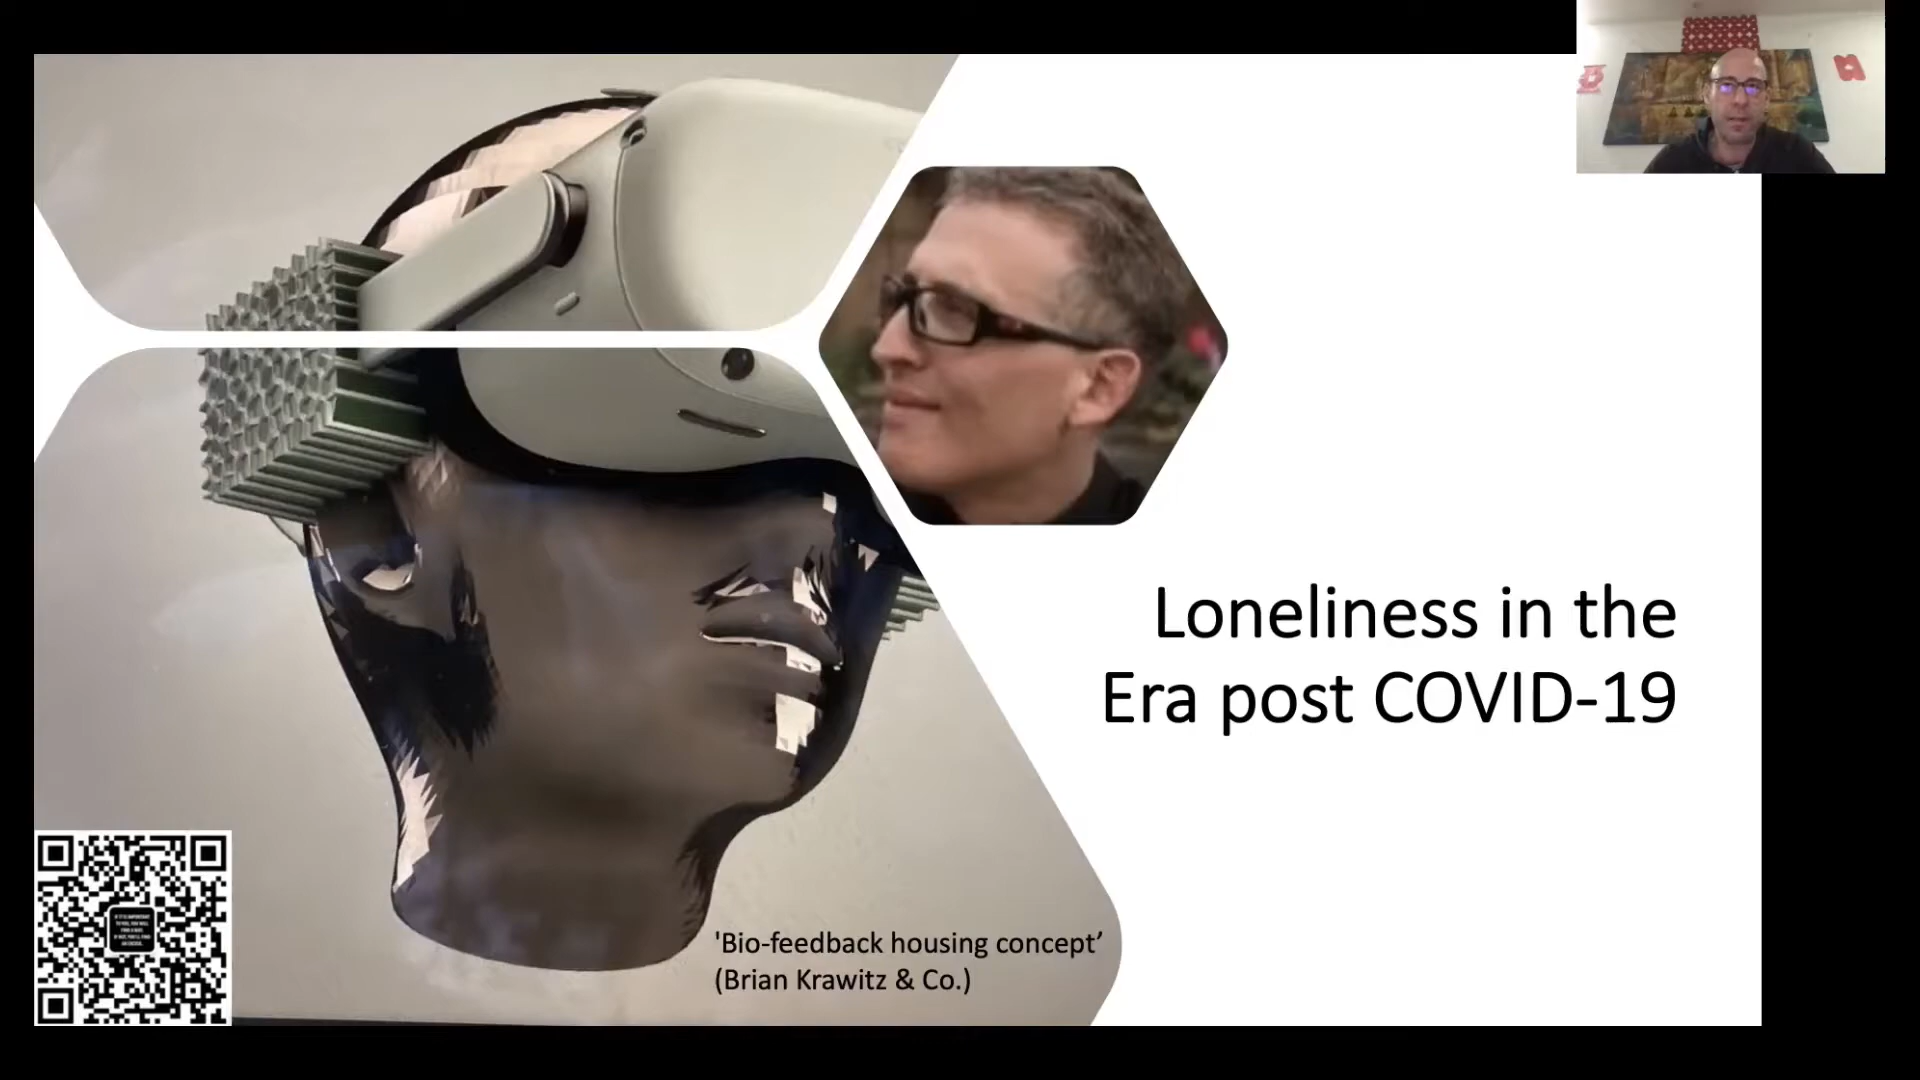 Loneliness in the
Era post COVID-19
'Bio-feedback housing concept’
(Brian Krawitz & Co.)